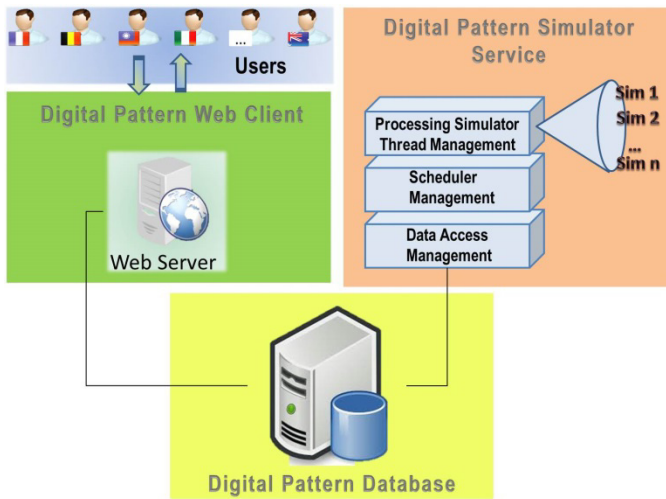 ...
Users
Digital Pattern Web Client
Web Server
Digital Pattern Simulator
Service
Processing Simulator
Thread Management
Scheduler
Management
Data Access
Management
Sim 1
Sim 2
...
Sim n
Digital Pattern Database